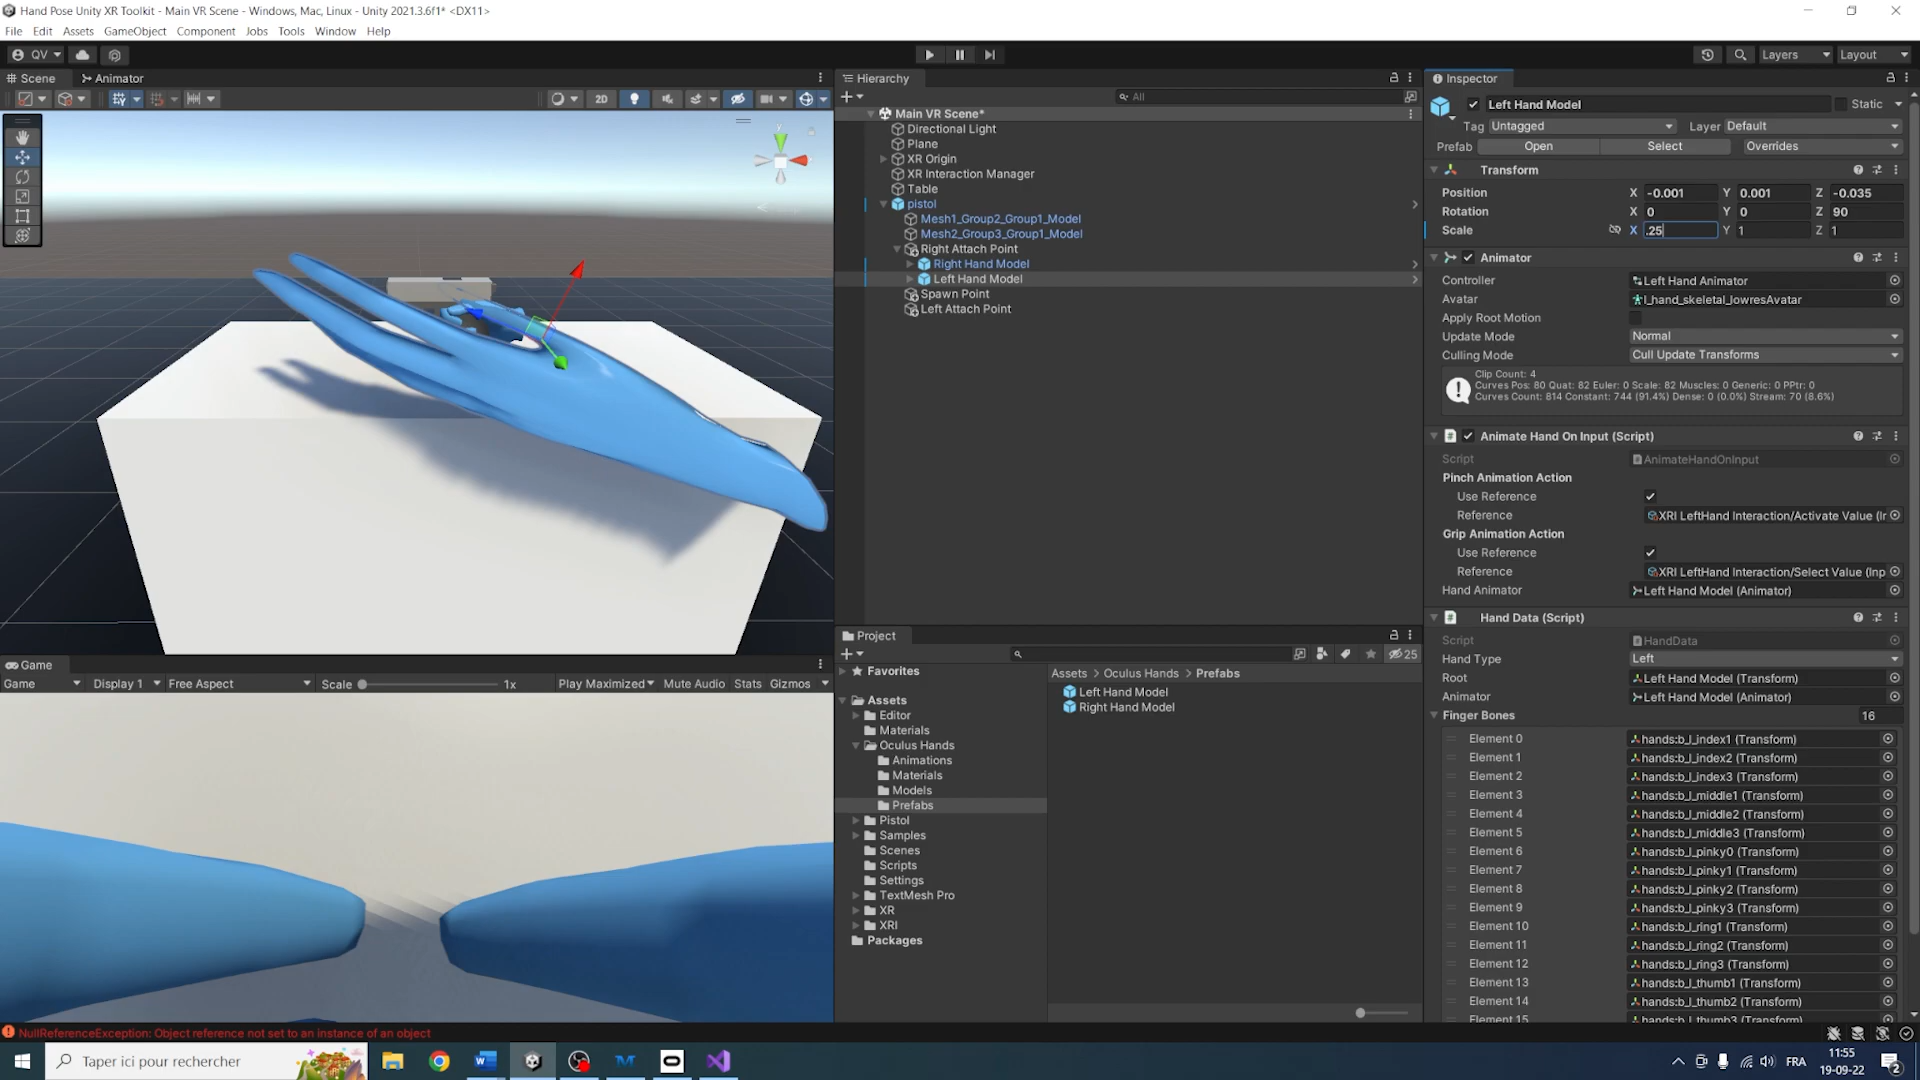 Hand Pose Unity XR Toolkit - Main VR Scene - Windows, Mac, Linux - Unity 2021.3.6f1* <DX11>
File Edit Assets GameObject Component Jobs Tools Window Help
QV Layers Layout
Scene Animator
2D
Hierarchy
All
Main VR Scene*
Directional Light
Plane
XR Origin
XR Interaction Manager
Table
pistol
Mesh1_Group2_Group1_Model
Mesh2_Group3_Group1_Model
Right Attach Point
Right Hand Model
Left Hand Model
Spawn Point
Left Attach Point
Inspector
Left Hand Model Static
Tag Untagged Layer Default
Prefab Open Select Overrides
Transform
Position X -0.001 Y 0.001 Z -0.035
Rotation X 0 Y 0 Z 90
Scale X .25 Y 1 Z 1
Animator
Controller Left Hand Animator
Avatar l_hand_skeletal_lowresAvatar
Apply Root Motion
Update Mode Normal
Culling Mode Cull Update Transforms
Clip Count: 4
Curves Pos: 80 Quat: 82 Euler: 0 Scale: 82 Muscles: 0 Generic: 0 PPtr: 0
Curves Count: 814 Constant: 744 (91.4%) Dense: 0 (0.0%) Stream: 70 (8.6%)
Animate Hand On Input (Script)
Script AnimateHandOnInput
Pinch Animation Action
Use Reference
Reference XRI LeftHand Interaction/Activate Value (Ir
Grip Animation Action
Use Reference
Reference XRI LeftHand Interaction/Select Value (Inp
Hand Animator Left Hand Model (Animator)
Hand Data (Script)
Script HandData
Hand Type Left
Root Left Hand Model (Transform)
Animator Left Hand Model (Animator)
Finger Bones 16
Element 0 hands:b_l_index1 (Transform)
Element 1 hands:b_l_index2 (Transform)
Element 2 hands:b_l_index3 (Transform)
Element 3 hands:b_l_middle1 (Transform)
Element 4 hands:b_l_middle2 (Transform)
Element 5 hands:b_l_middle3 (Transform)
Element 6 hands:b_l_pinky0 (Transform)
Element 7 hands:b_l_pinky1 (Transform)
Element 8 hands:b_l_pinky2 (Transform)
Element 9 hands:b_l_pinky3 (Transform)
Element 10 hands:b_l_ring1 (Transform)
Element 11 hands:b_l_ring2 (Transform)
Element 12 hands:b_l_ring3 (Transform)
Element 13 hands:b_l_thumb1 (Transform)
Element 14 hands:b_l_thumb2 (Transform)
Element 15 hands:b_l_thumb3 (Transform)
Game
Game Display 1 Free Aspect Scale 1x Play Maximized Mute Audio Stats Gizmos
Project
25
Favorites
Assets
Editor
Materials
Oculus Hands
Animations
Materials
Models
Prefabs
Pistol
Samples
Scenes
Scripts
Settings
TextMesh Pro
XR
XRI
Packages
Assets > Oculus Hands > Prefabs
Left Hand Model
Right Hand Model
NullReferenceException: Object reference not set to an instance of an object
Taper ici pour rechercher
FRA
11:55
19-09-22
2